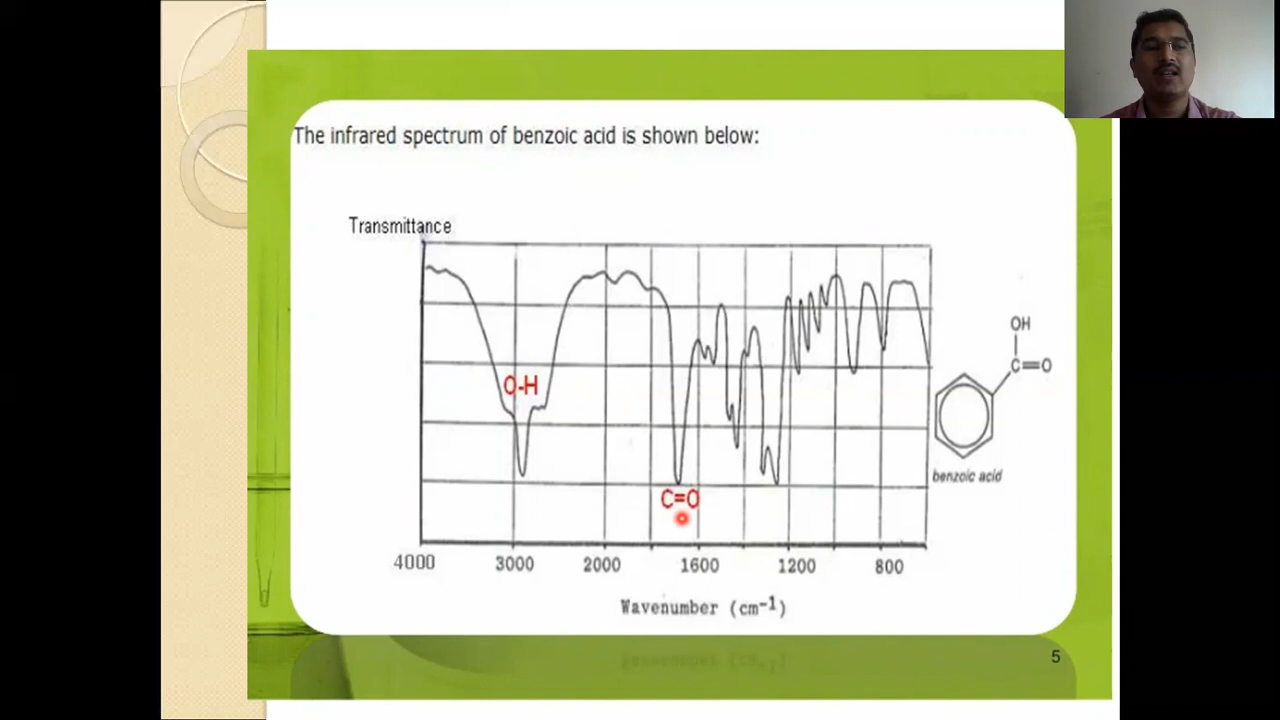 The infrared spectrum of benzoic acid is shown below:
Transmittance
OH
C=O
O-H
benzoic acid
C=O
4000 3000 2000 1600 1200 800
Wavenumber (cm-1)
5